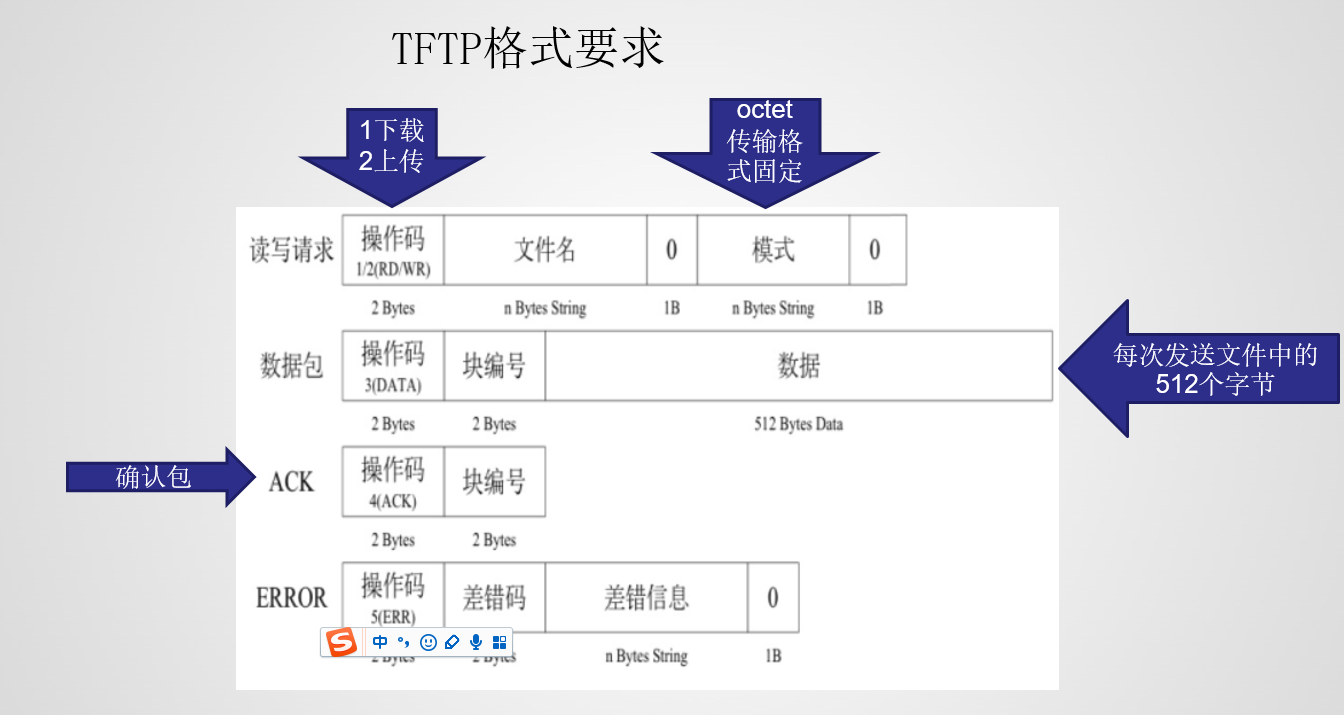 TFTP格式要求
1下载
2上传
octet
传输格
式固定
读写请求 操作码 文件名 0 模式 0
1/2(RD/WR)
2 Bytes n Bytes String 1B n Bytes String 1B
数据包 操作码 块编号 数据
3(DATA)
2 Bytes 2 Bytes 512 Bytes Data
每次发送文件中的
512个字节
确认包
ACK 操作码 块编号
4(ACK)
2 Bytes 2 Bytes
ERROR 操作码 差错码 差错信息 0
5(ERR)
中
2 Bytes 2 Bytes n Bytes String 1B